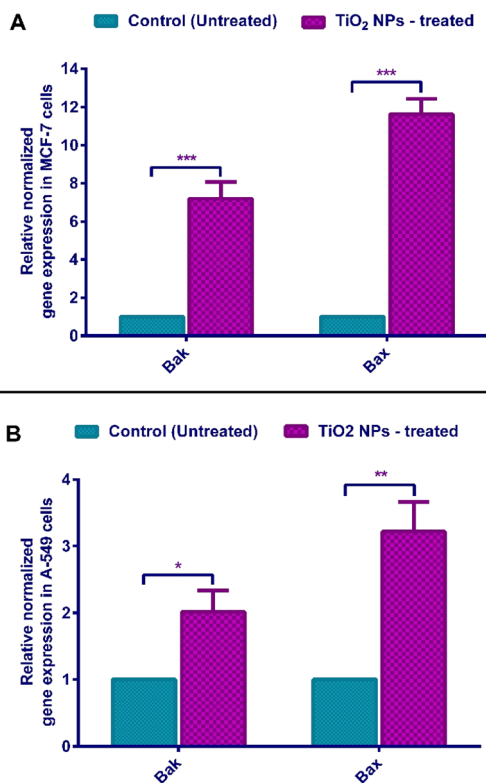 A
Control (Untreated) TiO₂ NPs - treated
Relative normalized
gene expression in MCF-7 cells
14
12
10
8
6
4
2
0
***
***
Bak
Bax
B
Control (Untreated) TiO2 NPs - treated
Relative normalized
gene expression in A-549 cells
4
3
2
1
0
*
**
Bak
Bax